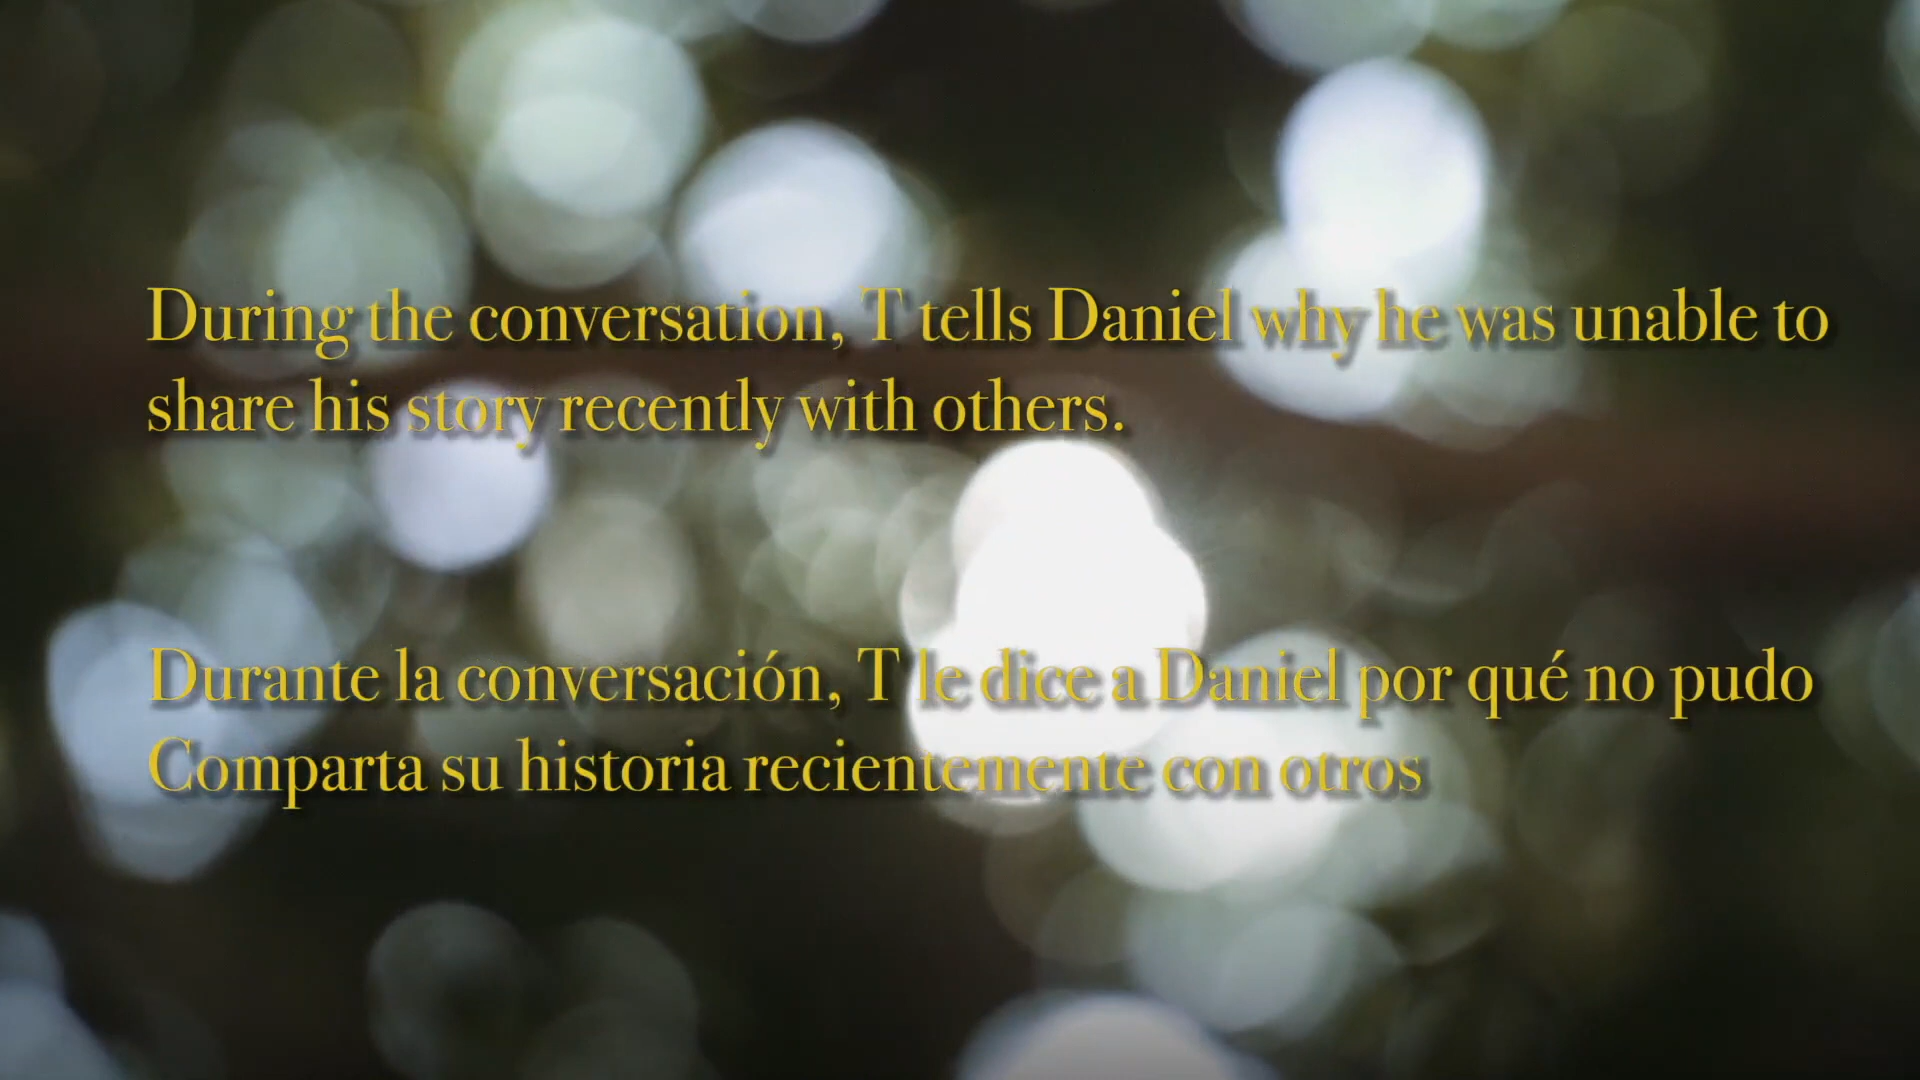 During the conversation, T tells Daniel why he was unable to
share his story recently with others.
Durante la conversación, T le dice a Daniel por qué no pudo
Comparta su historia recientemente con otros